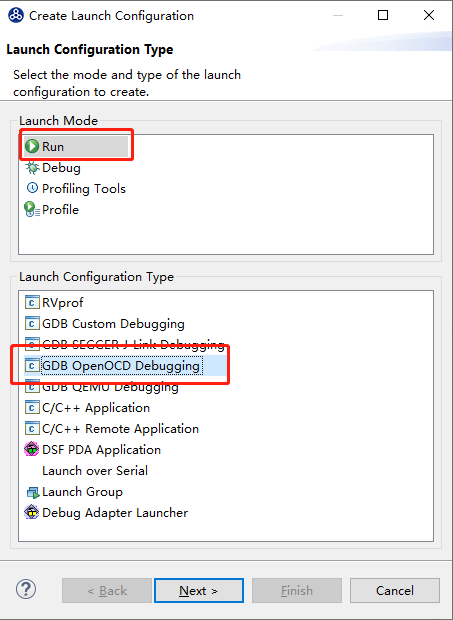 Create Launch Configuration
Launch Configuration Type
Select the mode and type of the launch
configuration to create.
Launch Mode
Run
Debug
Profiling Tools
Profile
Launch Configuration Type
RVprof
GDB Custom Debugging
GDB SEGGER J-Link Debugging
GDB OpenOCD Debugging
GDB QEMU Debugging
C/C++ Application
C/C++ Remote Application
DSF PDA Application
Launch over Serial
Launch Group
Debug Adapter Launcher
< Back Next > Finish Cancel